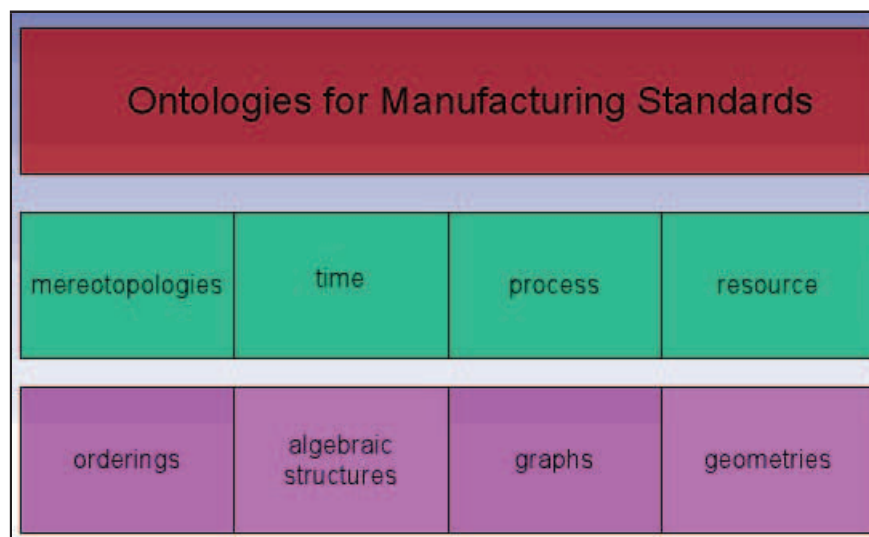 Ontologies for Manufacturing Standards
mereotopologies
time
process
resource
orderings
algebraic
structures
graphs
geometries